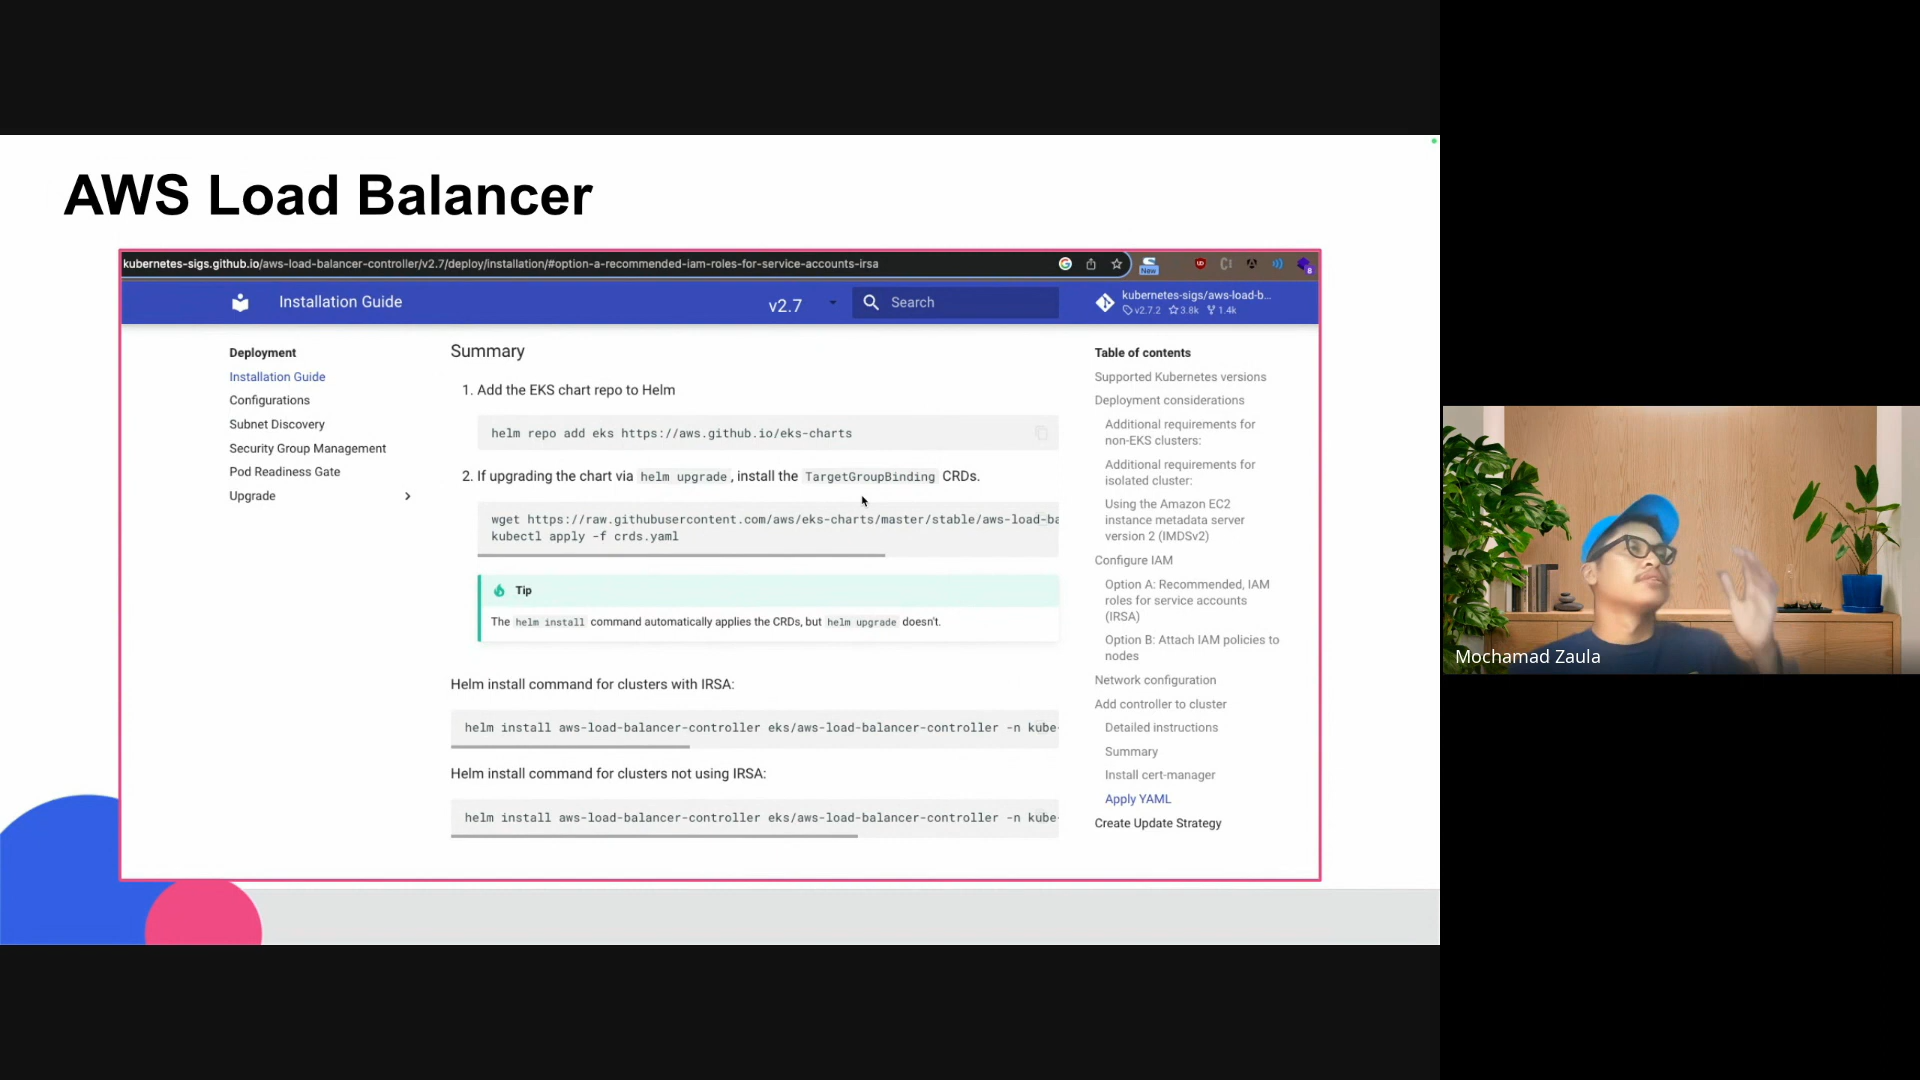 AWS Load Balancer
kubernetes-sigs.github.io/aws-load-balancer-controller/v2.7/deploy/installation/#option-a-recommended-iam-roles-for-service-accounts-irsa
New
8
Installation Guide
v2.7
Search
kubernetes-sigs/aws-load-b...
v2.7.2 3.8k 1.4k
Deployment
Installation Guide
Configurations
Subnet Discovery
Security Group Management
Pod Readiness Gate
Upgrade
Summary
1. Add the EKS chart repo to Helm
helm repo add eks https://aws.github.io/eks-charts
2. If upgrading the chart via helm upgrade, install the TargetGroupBinding CRDs.
wget https://raw.githubusercontent.com/aws/eks-charts/master/stable/aws-load-ba
kubectl apply -f crds.yaml
Tip
The helm install command automatically applies the CRDs, but helm upgrade doesn't.
Helm install command for clusters with IRSA:
helm install aws-load-balancer-controller eks/aws-load-balancer-controller -n kube-
Helm install command for clusters not using IRSA:
helm install aws-load-balancer-controller eks/aws-load-balancer-controller -n kube-
Table of contents
Supported Kubernetes versions
Deployment considerations
Additional requirements for
non-EKS clusters:
Additional requirements for
isolated cluster:
Using the Amazon EC2
instance metadata server
version 2 (IMDSv2)
Configure IAM
Option A: Recommended, IAM
roles for service accounts
(IRSA)
Option B: Attach IAM policies to
nodes
Network configuration
Add controller to cluster
Detailed instructions
Summary
Install cert-manager
Apply YAML
Create Update Strategy
Mochamad Zaula